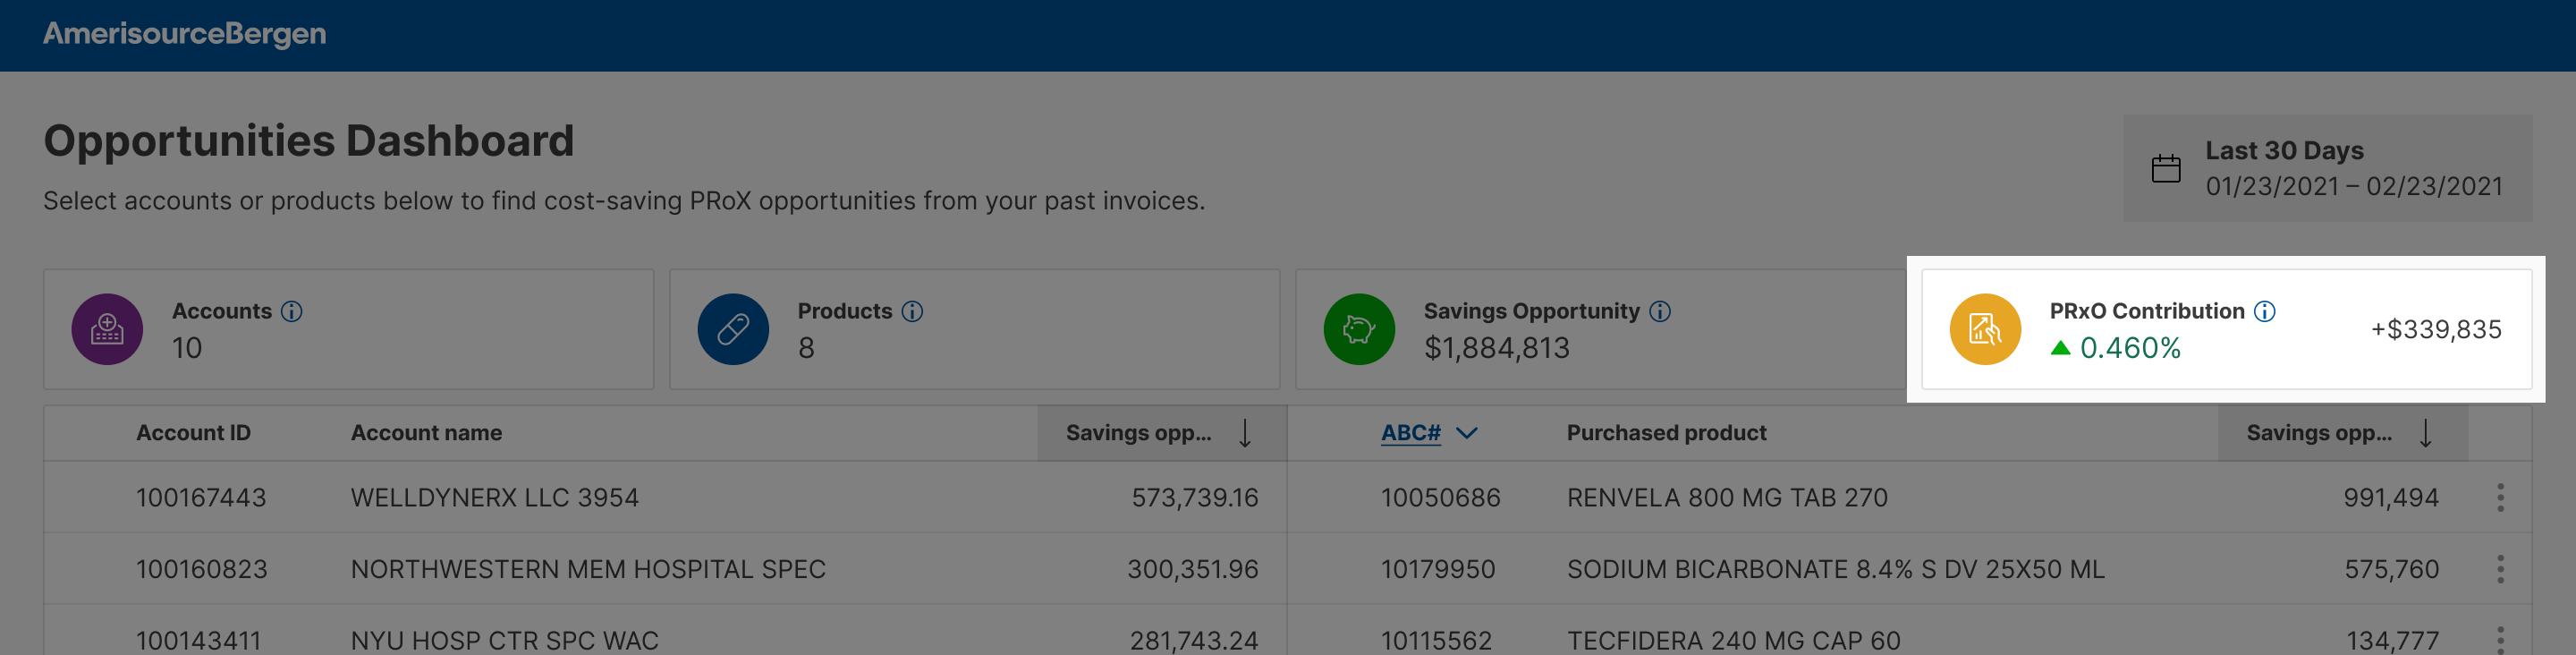 AmerisourceBergen
Opportunities Dashboard
Select accounts or products below to find cost-saving PRoX opportunities from your past invoices.
Last 30 Days
01/23/2021 – 02/23/2021
Accounts
10
Products
8
Savings Opportunity
$1,884,813
PRxO Contribution
0.460%
+$339,835
Account ID Account name Savings opp... ABC# Purchased product Savings opp...
100167443 WELLDYNERX LLC 3954 573,739.16 10050686 RENVELA 800 MG TAB 270 991,494
100160823 NORTHWESTERN MEM HOSPITAL SPEC 300,351.96 10179950 SODIUM BICARBONATE 8.4% S DV 25X50 ML 575,760
100143411 NYU HOSP CTR SPC WAC 281,743.24 10115562 TECFIDERA 240 MG CAP 60 134,777